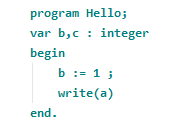 program Hello;
var b,c : integer
begin
b := 1 ;
write(a)
end.